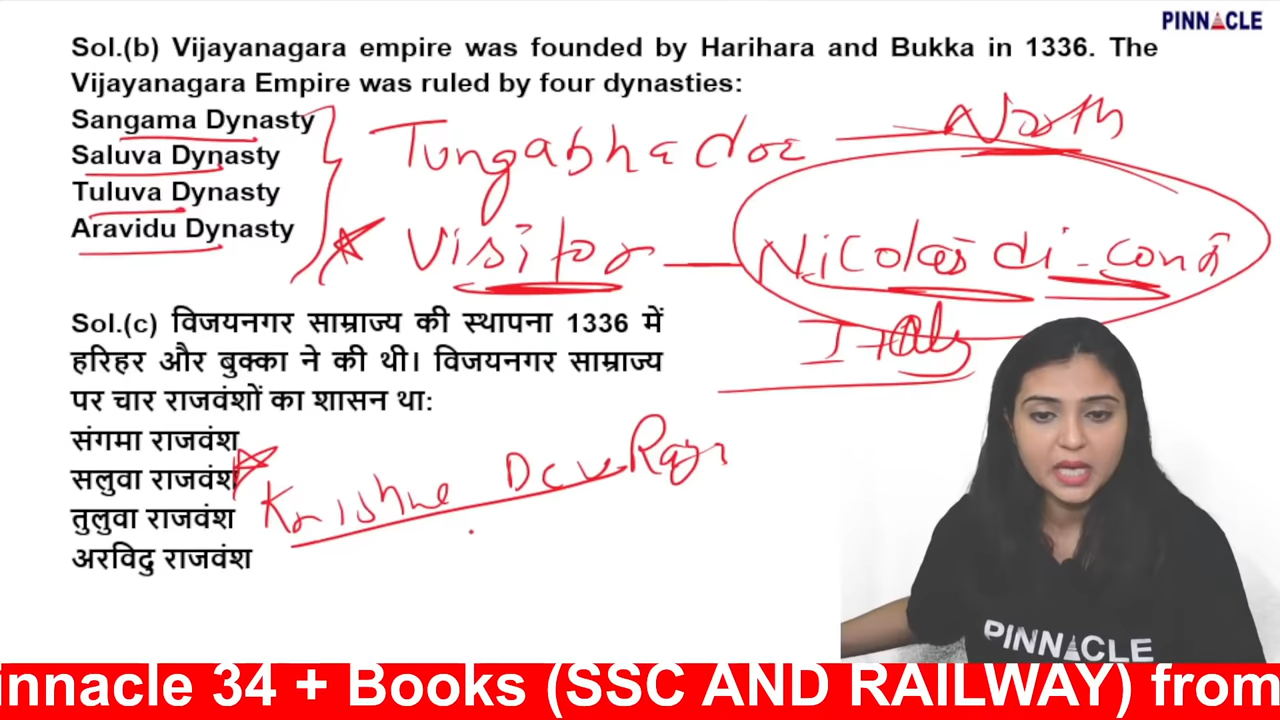 PINNACLE
Sol.(b) Vijayanagara empire was founded by Harihara and Bukka in 1336. The
Vijayanagara Empire was ruled by four dynasties:
Sangama Dynasty
Saluva Dynasty
Tuluva Dynasty
Aravidu Dynasty
Tungabhadra North
Visitor Nicolas di - conti
Italy
Sol.(c) विजयनगर साम्राज्य की स्थापना 1336 में
हरिहर और बुक्का ने की थी। विजयनगर साम्राज्य
पर चार राजवंशों का शासन था:
संगमा राजवंश
सलुवा राजवंश
तुलुवा राजवंश
अरविदु राजवंश
Krishna Dev Raya
PINNACLE
innacle 34 + Books (SSC AND RAILWAY) from